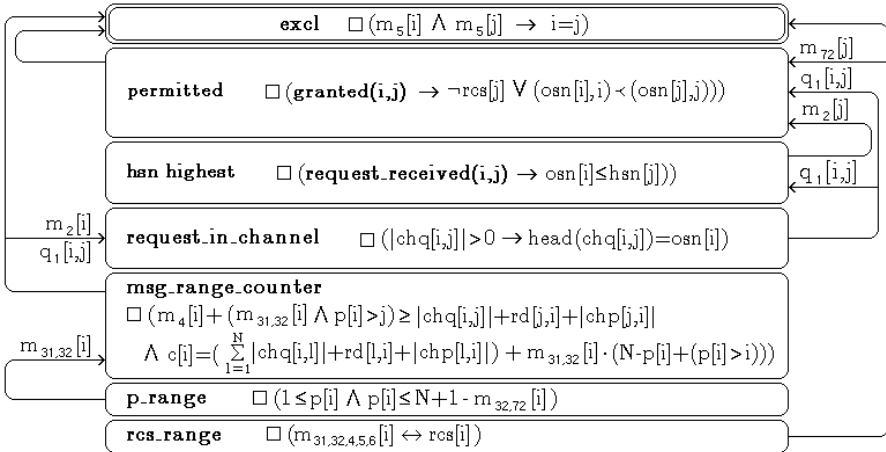 excl □ (m₅[i] ∧ m₅[j] → i=j)
m₇₂[j]
permitted □ (granted(i,j) → ¬rcs[j] ∨ (osn[i],i) ≺ (osn[j],j)))
q₁[i,j]
m₂[j]
hsn highest □ (request_received(i,j) → osn[i]≤hsn[j]))
q₁[i,j]
m₂[i]
q₁[i,j]
request_in_channel □ (|chq[i,j]|>0 → head(chq[i,j])=osn[i])
msg_range_counter
□ (m₄[i]+(m₃₁,₃₂[i] ∧ p[i]>j) ≥ |chq[i,j]|+rd[j,i]+|chp[j,i]|
m₃₁,₃₂[i]
∧ c[i]=( ∑ₗ₌₁ᴺ |chq[i,l]|+rd[l,i]+|chp[l,i]|) + m₃₁,₃₂[i]·(N-p[i]+(p[i]>i)))
p_range □ (1≤p[i] ∧ p[i]≤N+1-m₃₂,₇₂[i])
rcs_range □ (m₃₁,₃₂,₄,₅,₆[i] ↔ rcs[i])